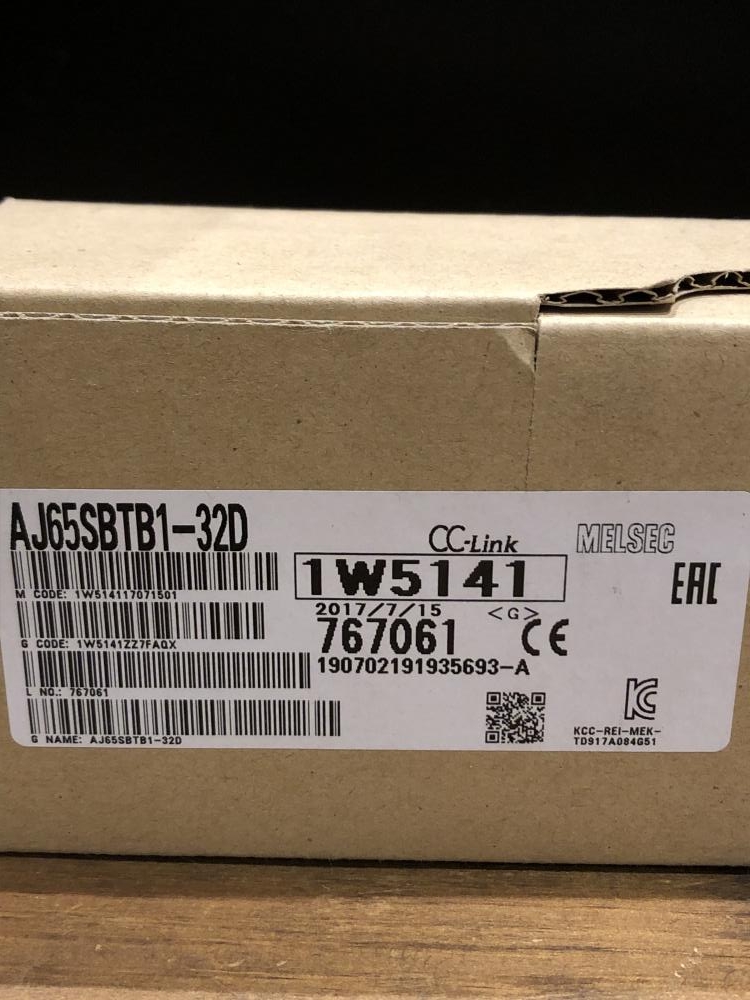 AJ65SBTB1-32D
CC-Link
MELSEC
M CODE: 1W514117071501
1W5141
EAC
2017/7/15
<G>
G CODE: 1W5141ZZ7FAQX
767061
CE
190702191935693-A
L NO.: 767061
G NAME: AJ65SBTB1-32D
KCC-REI-MEK-
TD917A084G51